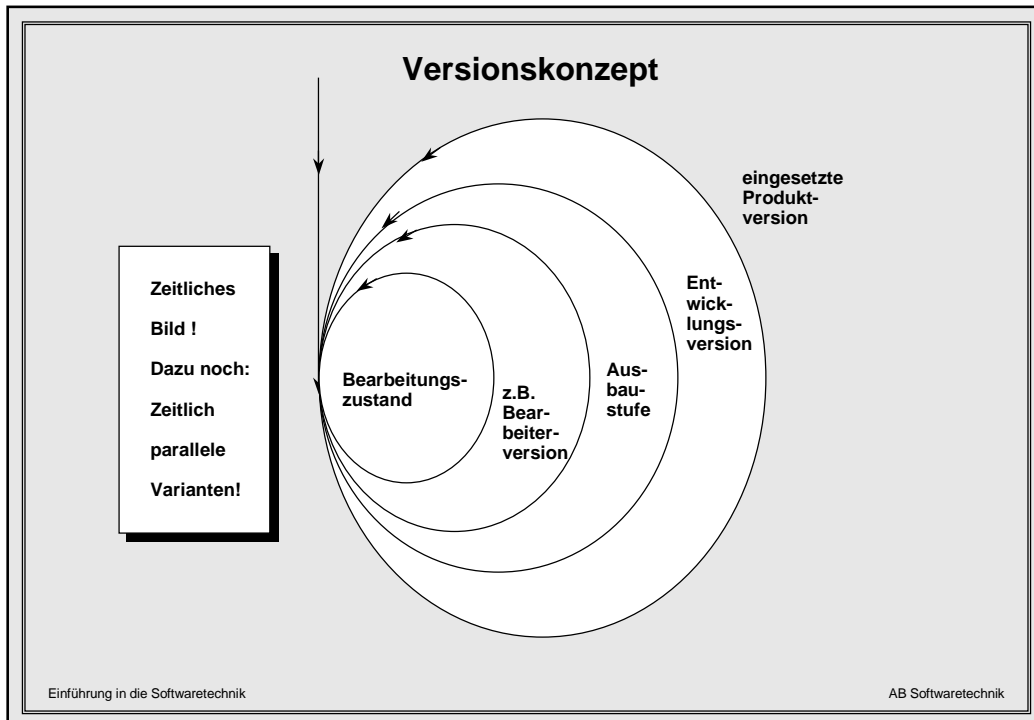 Versionskonzept
eingesetzte
Produkt-
version
Ent-
wick-
lungs-
version
Aus-
bau-
stufe
z.B.
Bear-
beiter-
version
Bearbeitungs-
zustand
Zeitliches
Bild !
Dazu noch:
Zeitlich
parallele
Varianten!
Einführung in die Softwaretechnik
AB Softwaretechnik